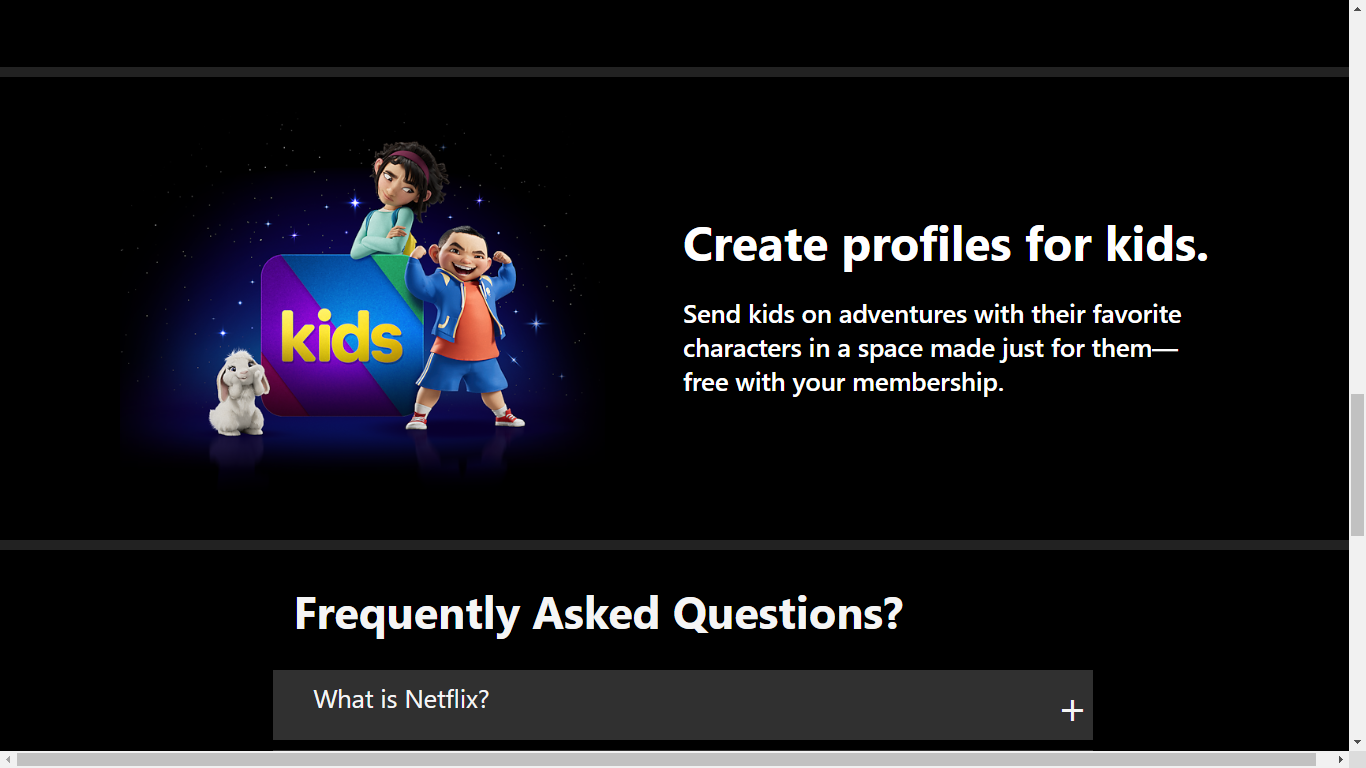 kids
Create profiles for kids.
Send kids on adventures with their favorite
characters in a space made just for them—
free with your membership.
Frequently Asked Questions?
What is Netflix?
+